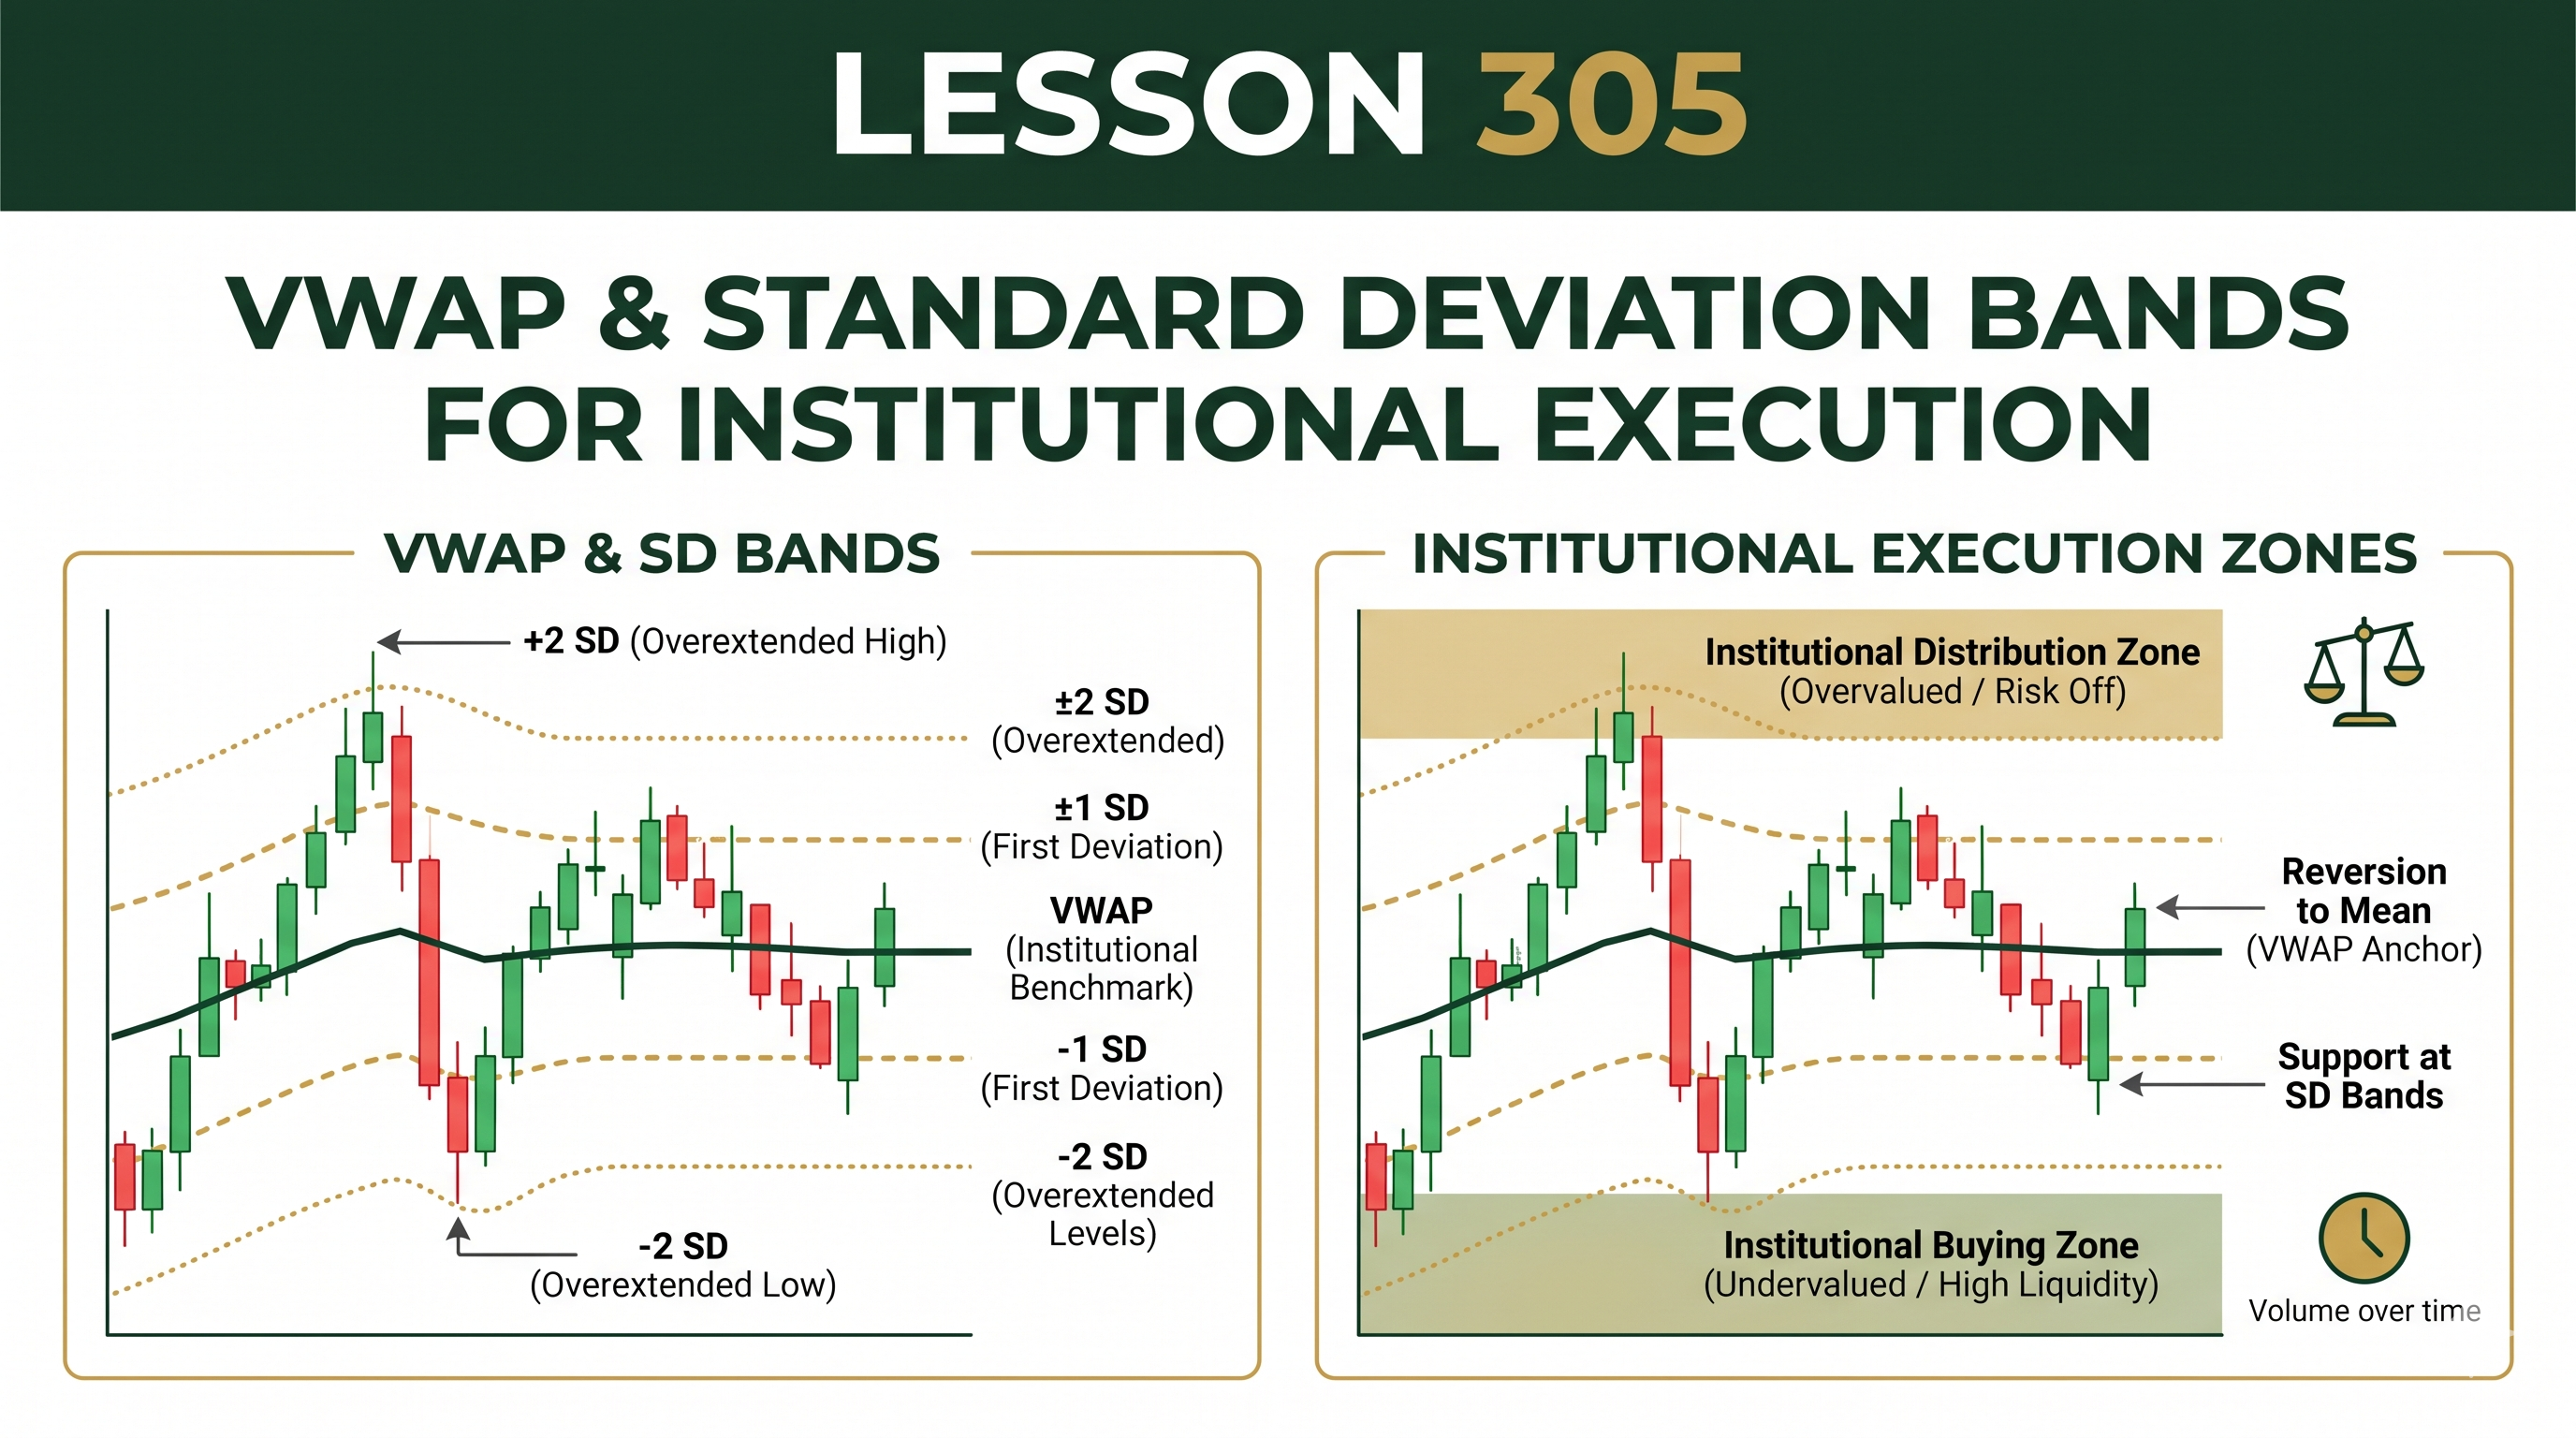 LESSON 305
VWAP & STANDARD DEVIATION BANDS
FOR INSTITUTIONAL EXECUTION
VWAP & SD BANDS
+2 SD (Overextended High)
±2 SD
(Overextended)
±1 SD
(First Deviation)
VWAP
(Institutional
Benchmark)
-1 SD
(First Deviation)
-2 SD
(Overextended
Levels)
-2 SD
(Overextended Low)
INSTITUTIONAL EXECUTION ZONES
Institutional Distribution Zone
(Overvalued / Risk Off)
Reversion
to Mean
(VWAP Anchor)
Support at
SD Bands
Institutional Buying Zone
(Undervalued / High Liquidity)
Volume over time